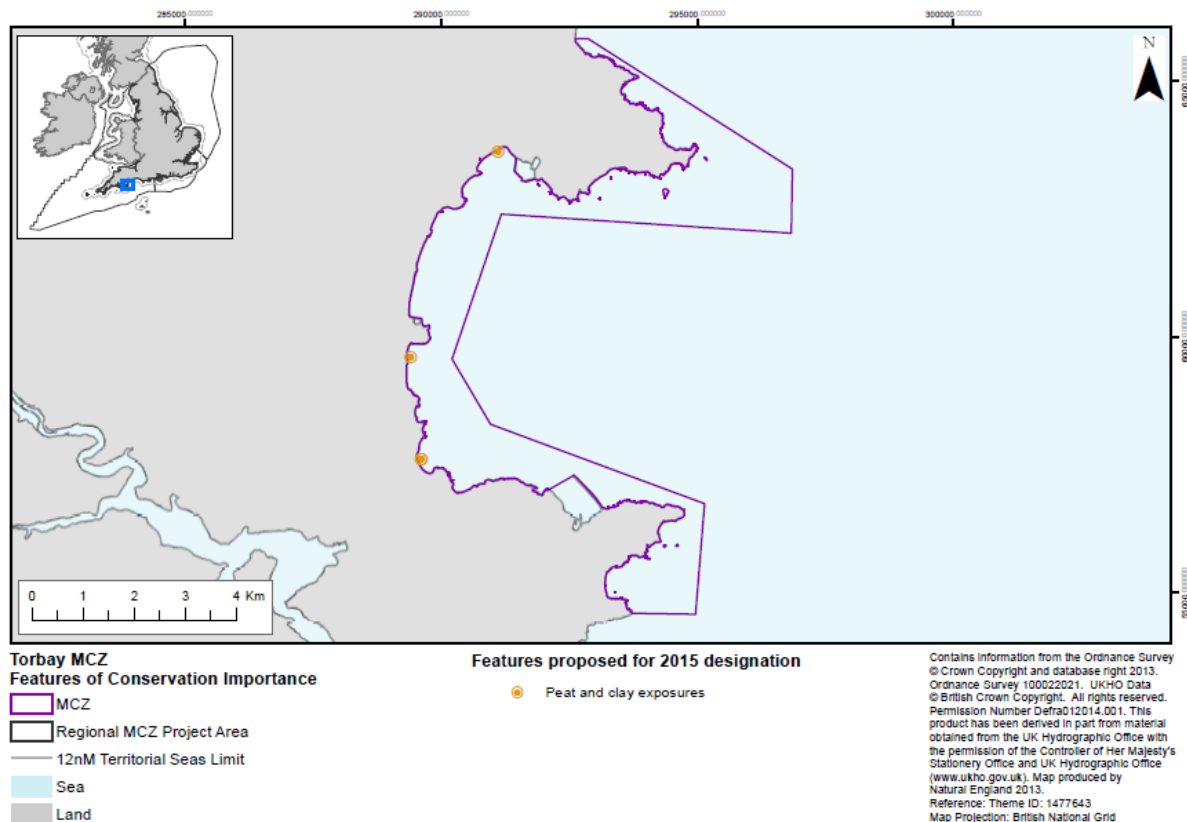 285000.000000 290000.000000 295000.000000 300000.000000
N
65000.000000
60000.000000
55000.000000
0 1 2 3 4 Km
Torbay MCZ
Features of Conservation Importance
MCZ
Regional MCZ Project Area
12nM Territorial Seas Limit
Sea
Land
Features proposed for 2015 designation
Peat and clay exposures
Contains Information from the Ordnance Survey
© Crown Copyright and database right 2013.
Ordnance Survey 100022021. UKHO Data
© British Crown Copyright. All rights reserved.
Permission Number Defra012014.001. This
product has been derived in part from material
obtained from the UK Hydrographic Office with
the permission of the Controller of Her Majesty's
Stationery Office and UK Hydrographic Office
(www.ukho.gov.uk). Map produced by
Natural England 2013.
Reference: Theme ID: 1477643
Map Projection: British National Grid